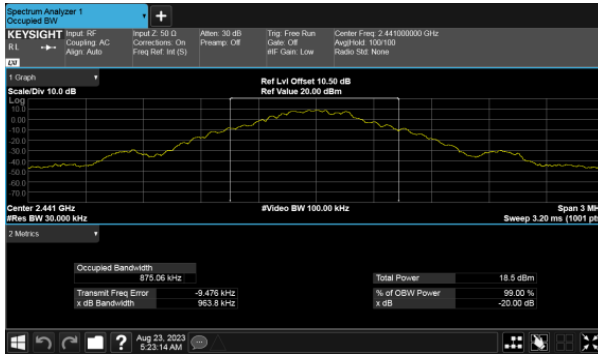 Spectrum Analyzer 1
Occupied BW
+
KEYSIGHT Input: RF Input Z: 50 Ω Atten: 30 dB Trig: Free Run Center Freq: 2.441000000 GHz
R L Coupling: AC Corrections: On Preamp: Off Gate: Off Avg|Hold: 100/100
Align: Auto Freq Ref: Int (S) #IF Gain: Low Radio Std: None
LXI
1 Graph
Ref Lvl Offset 10.50 dB
Scale/Div 10.0 dB Ref Value 20.00 dBm
Log
10.0
0.00
-10.0
-20.0
-30.0
-40.0
-50.0
-60.0
-70.0
Center 2.441 GHz #Video BW 100.00 kHz Span 3 MH
#Res BW 30.000 kHz Sweep 3.20 ms (1001 pts
2 Metrics
Occupied Bandwidth
875.06 kHz Total Power 18.5 dBm
Transmit Freq Error -9.476 kHz % of OBW Power 99.00 %
x dB Bandwidth 963.8 kHz x dB -20.00 dB
? Aug 23, 2023
5:23:14 AM